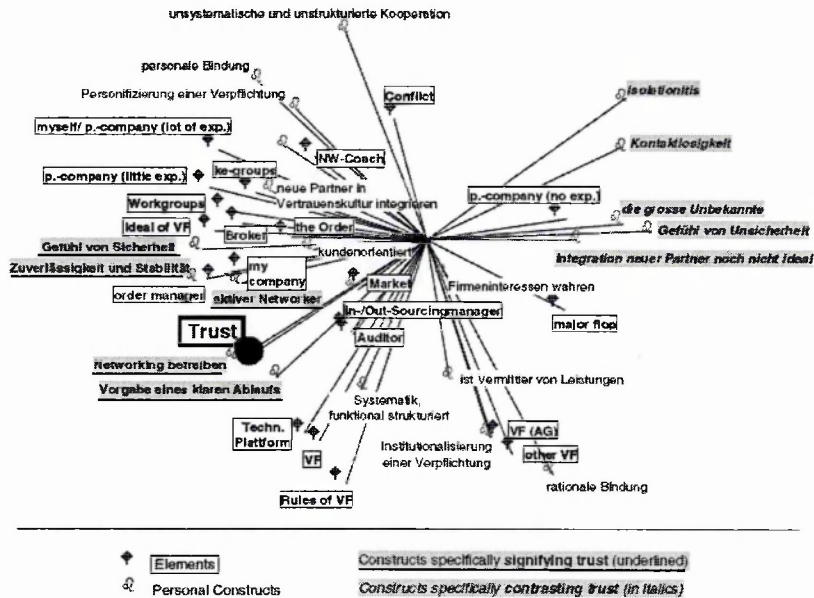 unsystematische und unstrukturierte Kooperation
personale Bindung
Personifizierung einer Verpflichtung
Conflict
isolationitis
myself/ p.-company (lot of exp.)
Kontaktlosigkeit
NW-Coach
p.-company (little exp.)
ke-groups
neue Partner in
Vertrauenskultur integrieren
p.-company (no exp.)
Workgroups
die grosse Unbekannte
Ideal of VF
the Order
Broker
Gefühl von Unsicherheit
Gefühl von Sicherheit
kundenorientiert
Integration neuer Partner noch nicht ideal
Zuverlässigkeit und Stabilität
my
company
Market
Firmeninteressen wahren
order manager
aktiver Networker
In-/Out-Sourcingmanager
major flop
Trust
Auditor
Networking betreiben
ist Vermittler von Leistungen
Vorgabe eines klaren Ablaufs
Systematik,
funktional strukturiert
Techn.
Plattform
VF (AG)
Institutionalisierung
einer Verpflichtung
other VF
VF
rationale Bindung
Rules of VF
Elements
Constructs specifically signifying trust (underlined)
Personal Constructs
Constructs specifically contrasting trust (in Italics)